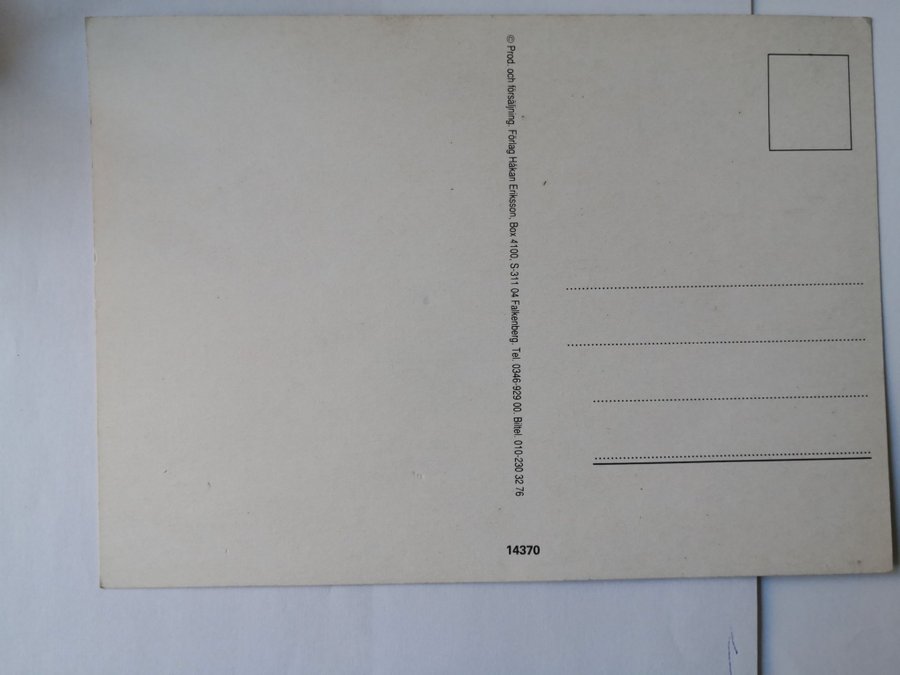 © Prod. och försäljning. Förlag Håkan Eriksson, Box 4100, S-311 04 Falkenberg. Tel. 0346-929 00. Biltel. 010-230 32 76
14370